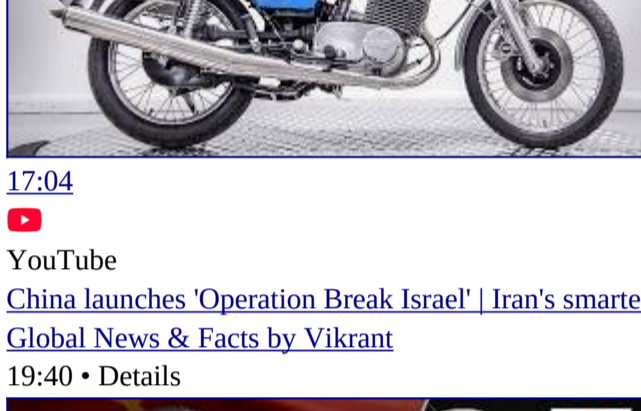 17:04
YouTube
China launches 'Operation Break Israel' | Iran's smarte
Global News & Facts by Vikrant
19:40 • Details